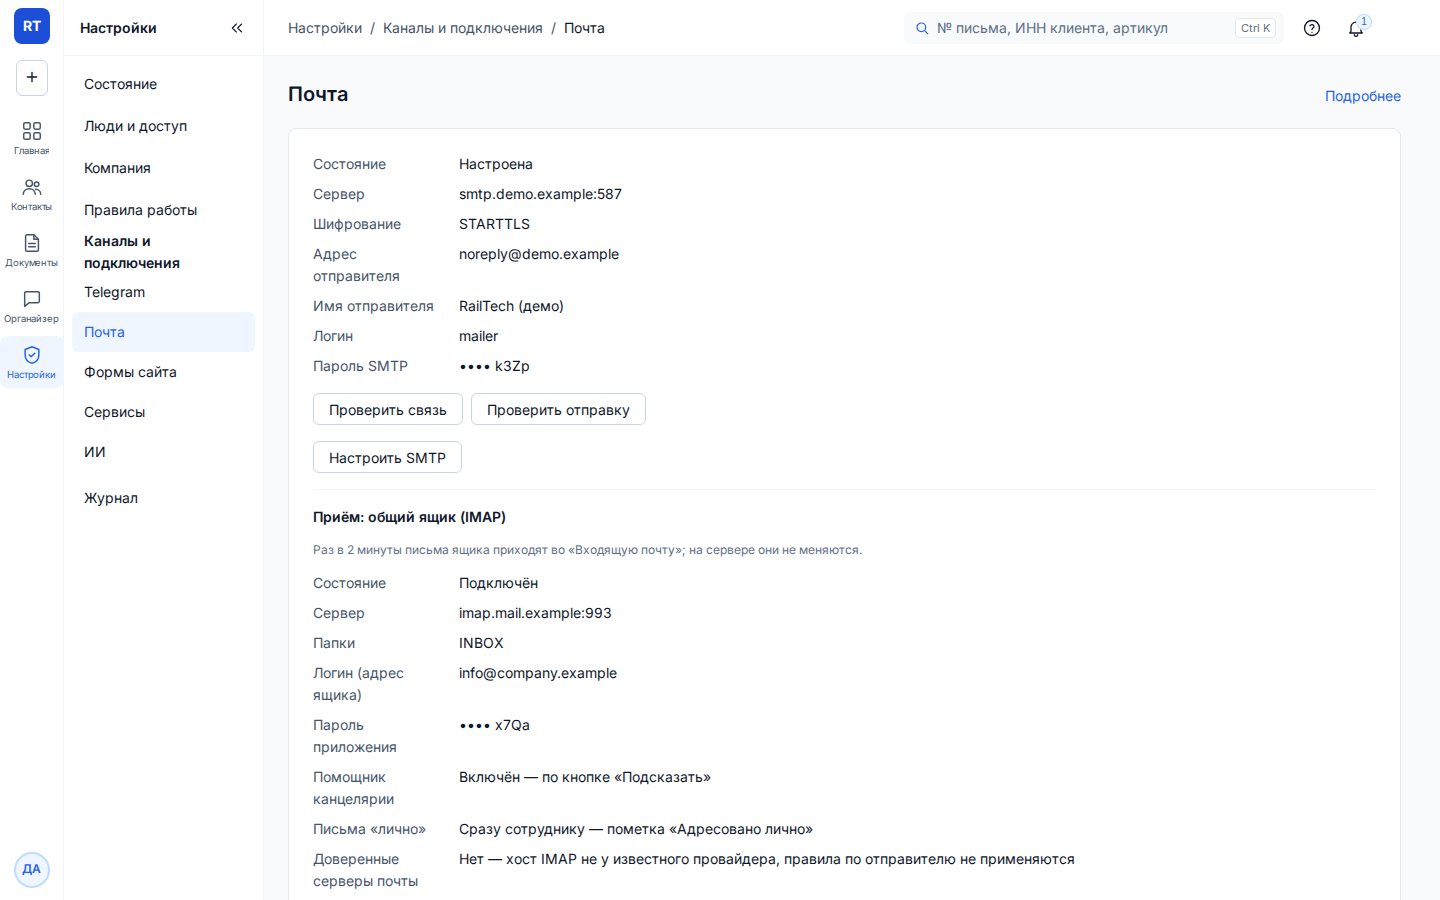 RT
Главная
Контакты
Документы
Органайзер
Настройки
ДА
Настройки
Состояние
Люди и доступ
Компания
Правила работы
Каналы и
подключения
Telegram
Почта
Формы сайта
Сервисы
ИИ
Журнал
Настройки / Каналы и подключения / Почта
№ письма, ИНН клиента, артикул Ctrl K
1
Почта
Подробнее
Состояние Настроена
Сервер smtp.demo.example:587
Шифрование STARTTLS
Адрес noreply@demo.example
отправителя
Имя отправителя RailTech (демо)
Логин mailer
Пароль SMTP •••• k3Zp
Проверить связь Проверить отправку
Настроить SMTP
Приём: общий ящик (IMAP)
Раз в 2 минуты письма ящика приходят во «Входящую почту»; на сервере они не меняются.
Состояние Подключён
Сервер imap.mail.example:993
Папки INBOX
Логин (адрес info@company.example
ящика)
Пароль •••• x7Qa
приложения
Помощник Включён — по кнопке «Подсказать»
канцелярии
Письма «лично» Сразу сотруднику — пометка «Адресовано лично»
Доверенные Нет — хост IMAP не у известного провайдера, правила по отправителю не применяются
серверы почты